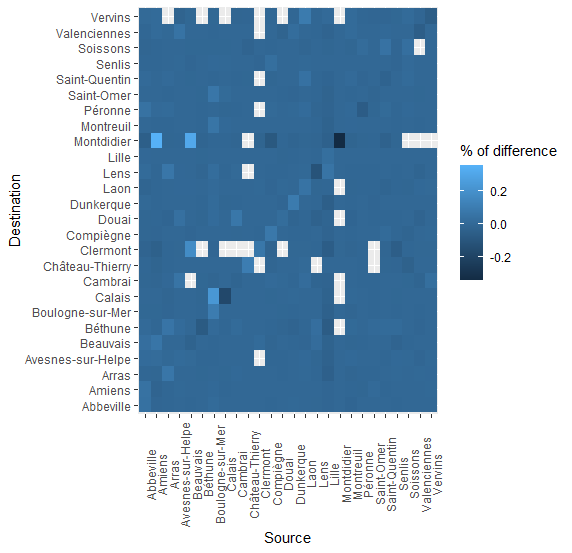 Vervins
Valenciennes
Soissons
Senlis
Saint-Quentin
Saint-Omer
Péronne
Montreuil
Montdidier
Lille
Lens
Laon
Dunkerque
Douai
Compiègne
Clermont
Château-Thierry
Cambrai
Calais
Boulogne-sur-Mer
Béthune
Beauvais
Avesnes-sur-Helpe
Arras
Amiens
Abbeville
Destination
Abbeville
Amiens
Arras
Avesnes-sur-Helpe
Beauvais
Béthune
Boulogne-sur-Mer
Calais
Cambrai
Château-Thierry
Clermont
Compiègne
Douai
Dunkerque
Laon
Lens
Lille
Montdidier
Montreuil
Péronne
Saint-Omer
Saint-Quentin
Senlis
Soissons
Valenciennes
Vervins
Source
% of difference
0.2
0.0
-0.2